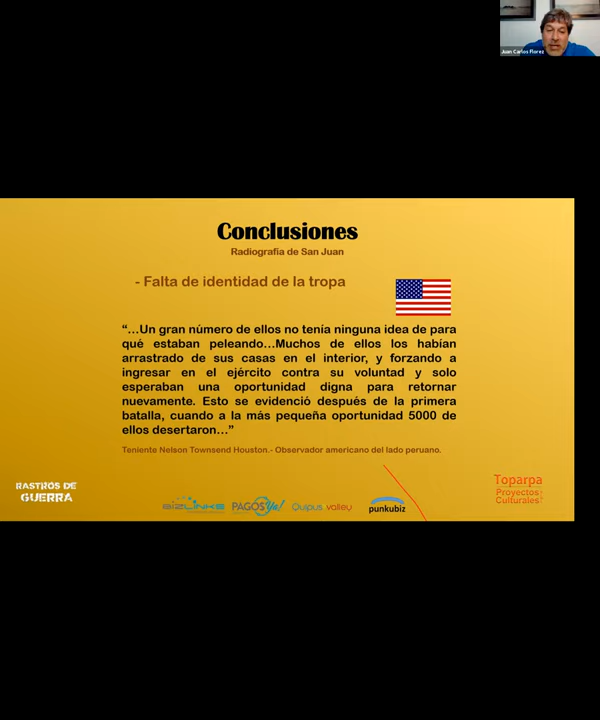 Juan Carlos Florez
Conclusiones
Radiografía de San Juan
- Falta de identidad de la tropa
“…Un gran número de ellos no tenía ninguna idea de para
qué estaban peleando…Muchos de ellos los habían
arrastrado de sus casas en el interior, y forzando a
ingresar en el ejército contra su voluntad y solo
esperaban una oportunidad digna para retornar
nuevamente. Esto se evidenció después de la primera
batalla, cuando a la más pequeña oportunidad 5000 de
ellos desertaron…”
Teniente Nelson Townsend Houston.- Observador americano del lado peruano.
RASTROS DE
GUERRA
BIZLINKS
PAGOS Ya!
Quipus valley
punkubiz
Toparpa
Proyectos
Culturales